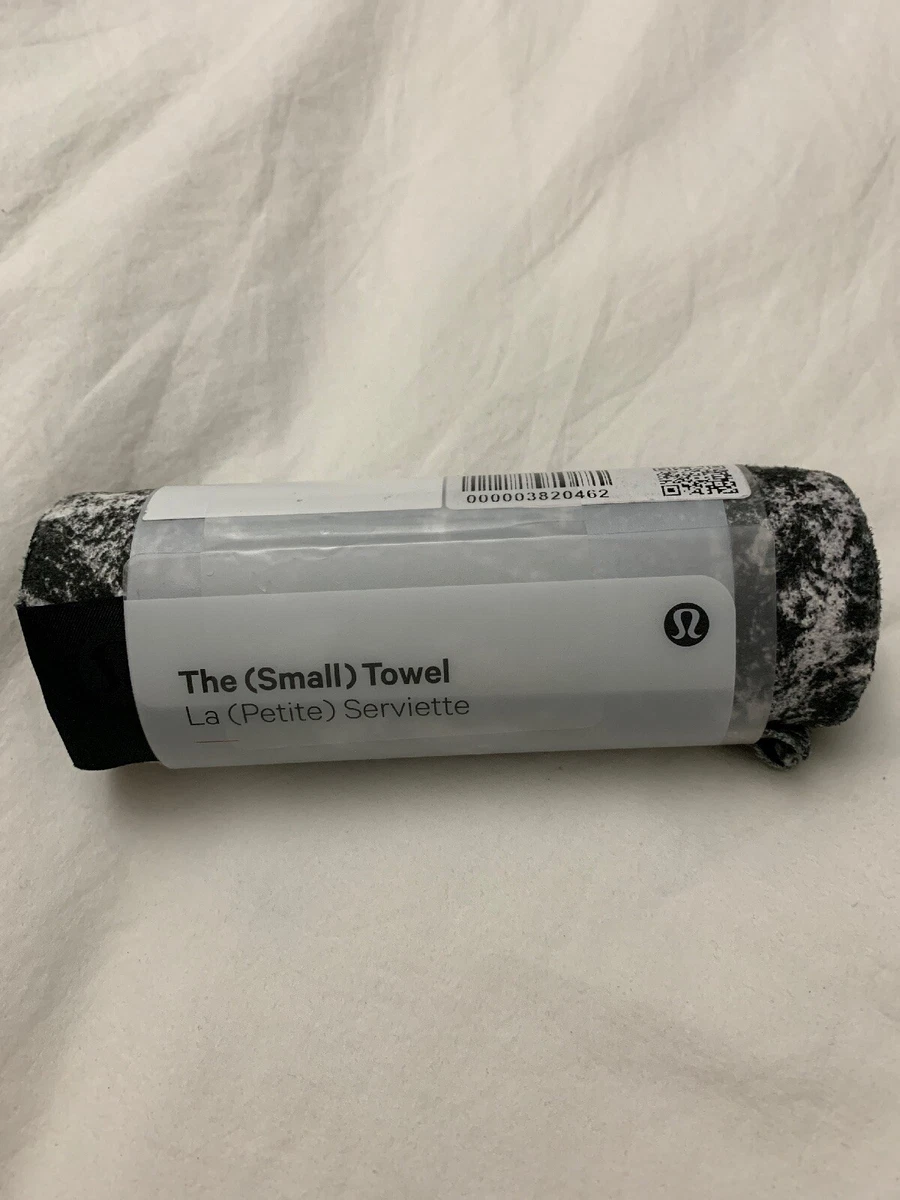 000003820462
The (Small) Towel
La (Petite) Serviette